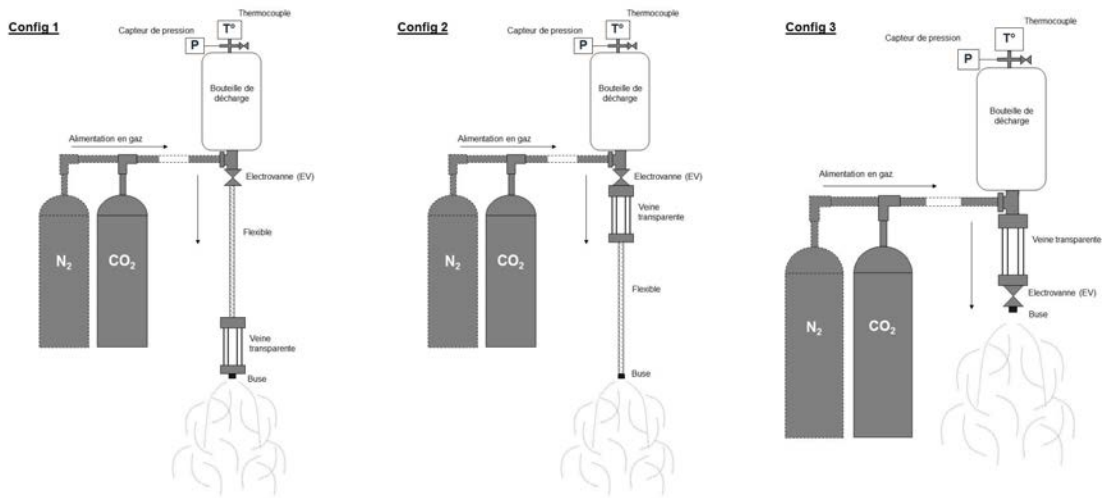 Config 1
Thermocouple
T°
Capteur de pression
P
Bouteille de
décharge
Alimentation en gaz
Electrovanne (EV)
Flexible
N2
CO2
Veine
transparente
Buse
Config 2
Thermocouple
T°
Capteur de pression
P
Bouteille de
décharge
Alimentation en gaz
Electrovanne (EV)
Veine
transparente
N2
CO2
Flexible
Buse
Config 3
Thermocouple
T°
Capteur de pression
P
Bouteille de
décharge
Alimentation en gaz
Veine transparente
Electrovanne (EV)
Buse
N2
CO2